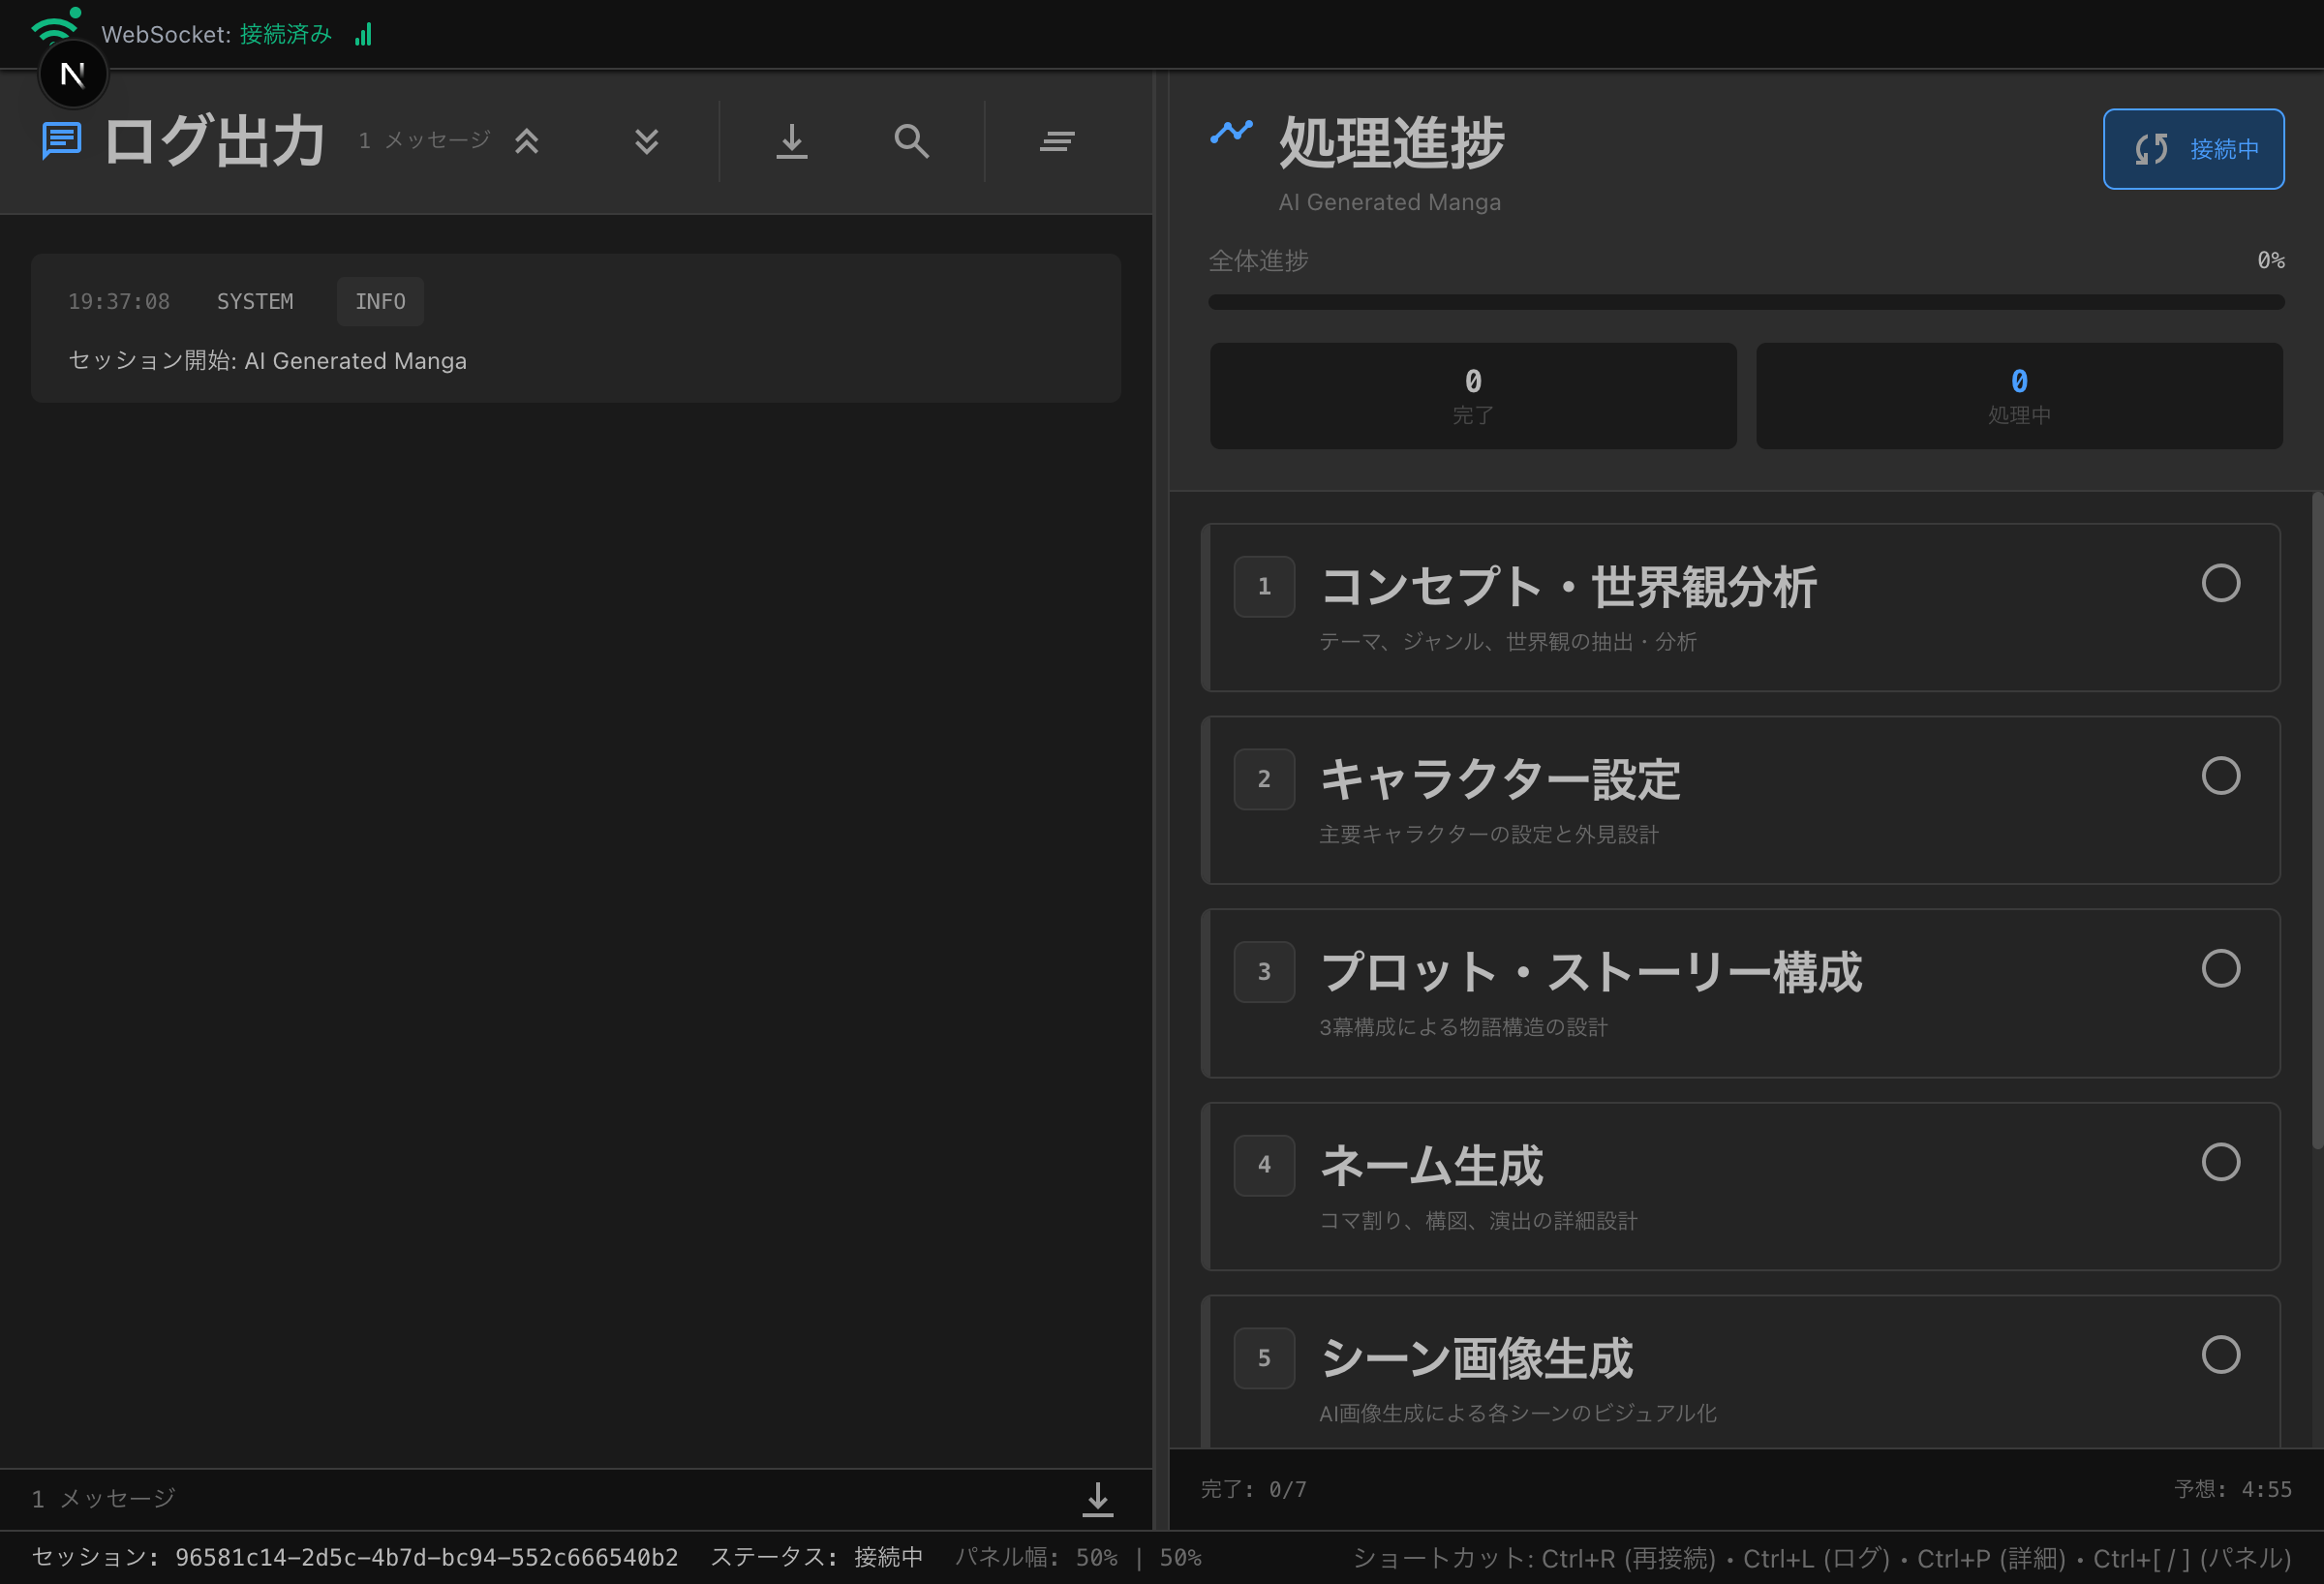 WebSocket: 接続済み
N
ログ出力
1 メッセージ
19:37:08 SYSTEM INFO
セッション開始: AI Generated Manga
1 メッセージ
処理進捗
AI Generated Manga
接続中
全体進捗 0%
0
完了
0
処理中
1 コンセプト・世界観分析
テーマ、ジャンル、世界観の抽出・分析
2 キャラクター設定
主要キャラクターの設定と外見設計
3 プロット・ストーリー構成
3幕構成による物語構造の設計
4 ネーム生成
コマ割り、構図、演出の詳細設計
5 シーン画像生成
AI画像生成による各シーンのビジュアル化
完了: 0/7 予想: 4:55
セッション: 96581c14-2d5c-4b7d-bc94-552c666540b2 ステータス: 接続中 パネル幅: 50% | 50% ショートカット: Ctrl+R (再接続) • Ctrl+L (ログ) • Ctrl+P (詳細) • Ctrl+[ / ] (パネル)